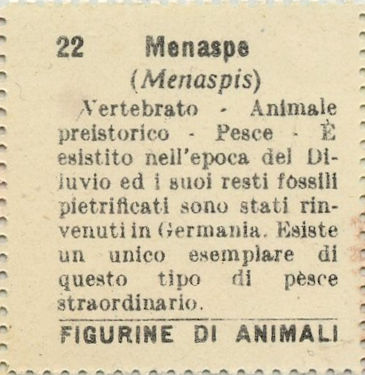 22 Menaspe
(Menaspis)
Vertebrato - Animale
preistorico - Pesce - È
esistito nell'epoca del Di-
luvio ed i suoi resti fossili
pietrificati sono stati rin-
venuti in Germania. Esiste
un unico esemplare di
questo tipo di pèsce
straordinario.
FIGURINE DI ANIMALI